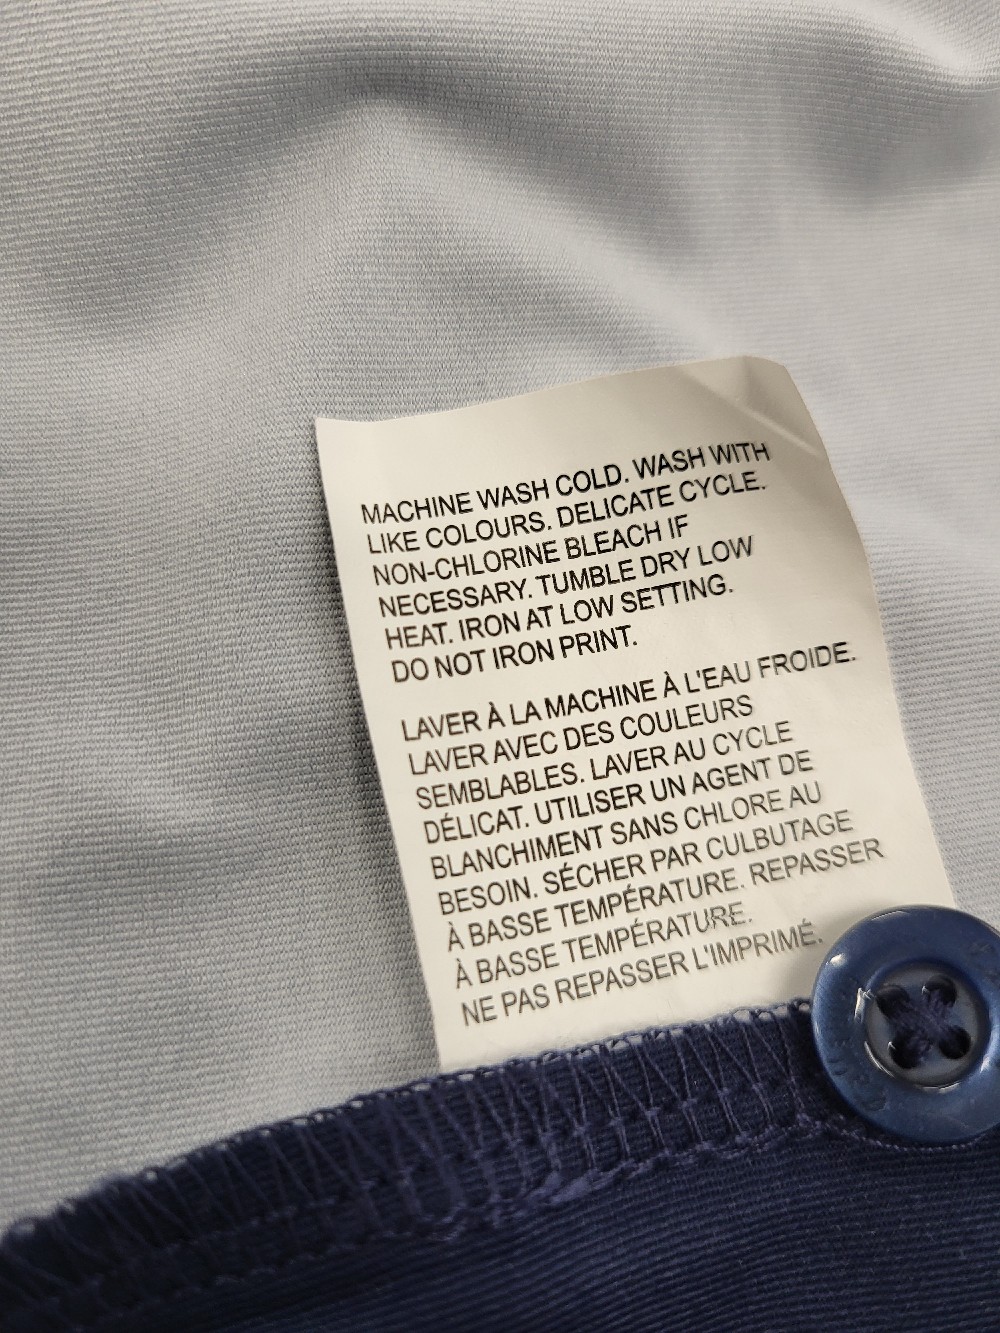 MACHINE WASH COLD. WASH WITH
LIKE COLOURS. DELICATE CYCLE.
NON-CHLORINE BLEACH IF
NECESSARY. TUMBLE DRY LOW
HEAT. IRON AT LOW SETTING.
DO NOT IRON PRINT.
LAVER À LA MACHINE À L'EAU FROIDE.
LAVER AVEC DES COULEURS
SEMBLABLES. LAVER AU CYCLE
DÉLICAT. UTILISER UN AGENT DE
BLANCHIMENT SANS CHLORE AU
BESOIN. SÉCHER PAR CULBUTAGE
À BASSE TEMPÉRATURE. REPASSER
À BASSE TEMPÉRATURE.
NE PAS REPASSER L'IMPRIMÉ.